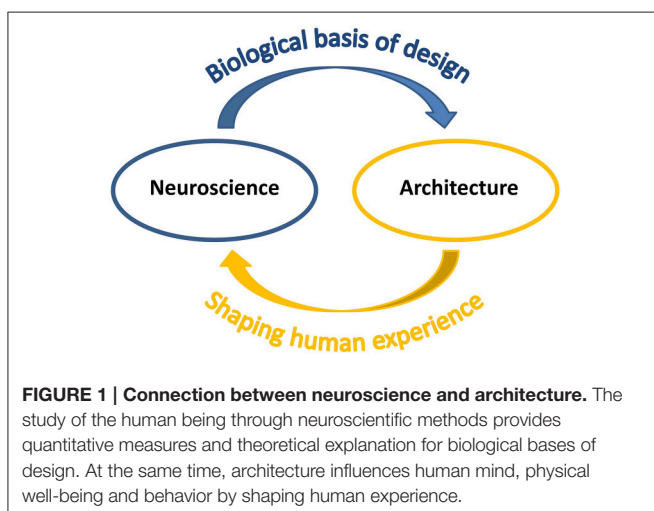 Biological basis of design
Neuroscience
Architecture
Shaping human experience
FIGURE 1 | Connection between neuroscience and architecture. The
study of the human being through neuroscientific methods provides
quantitative measures and theoretical explanation for biological bases of
design. At the same time, architecture influences human mind, physical
well-being and behavior by shaping human experience.